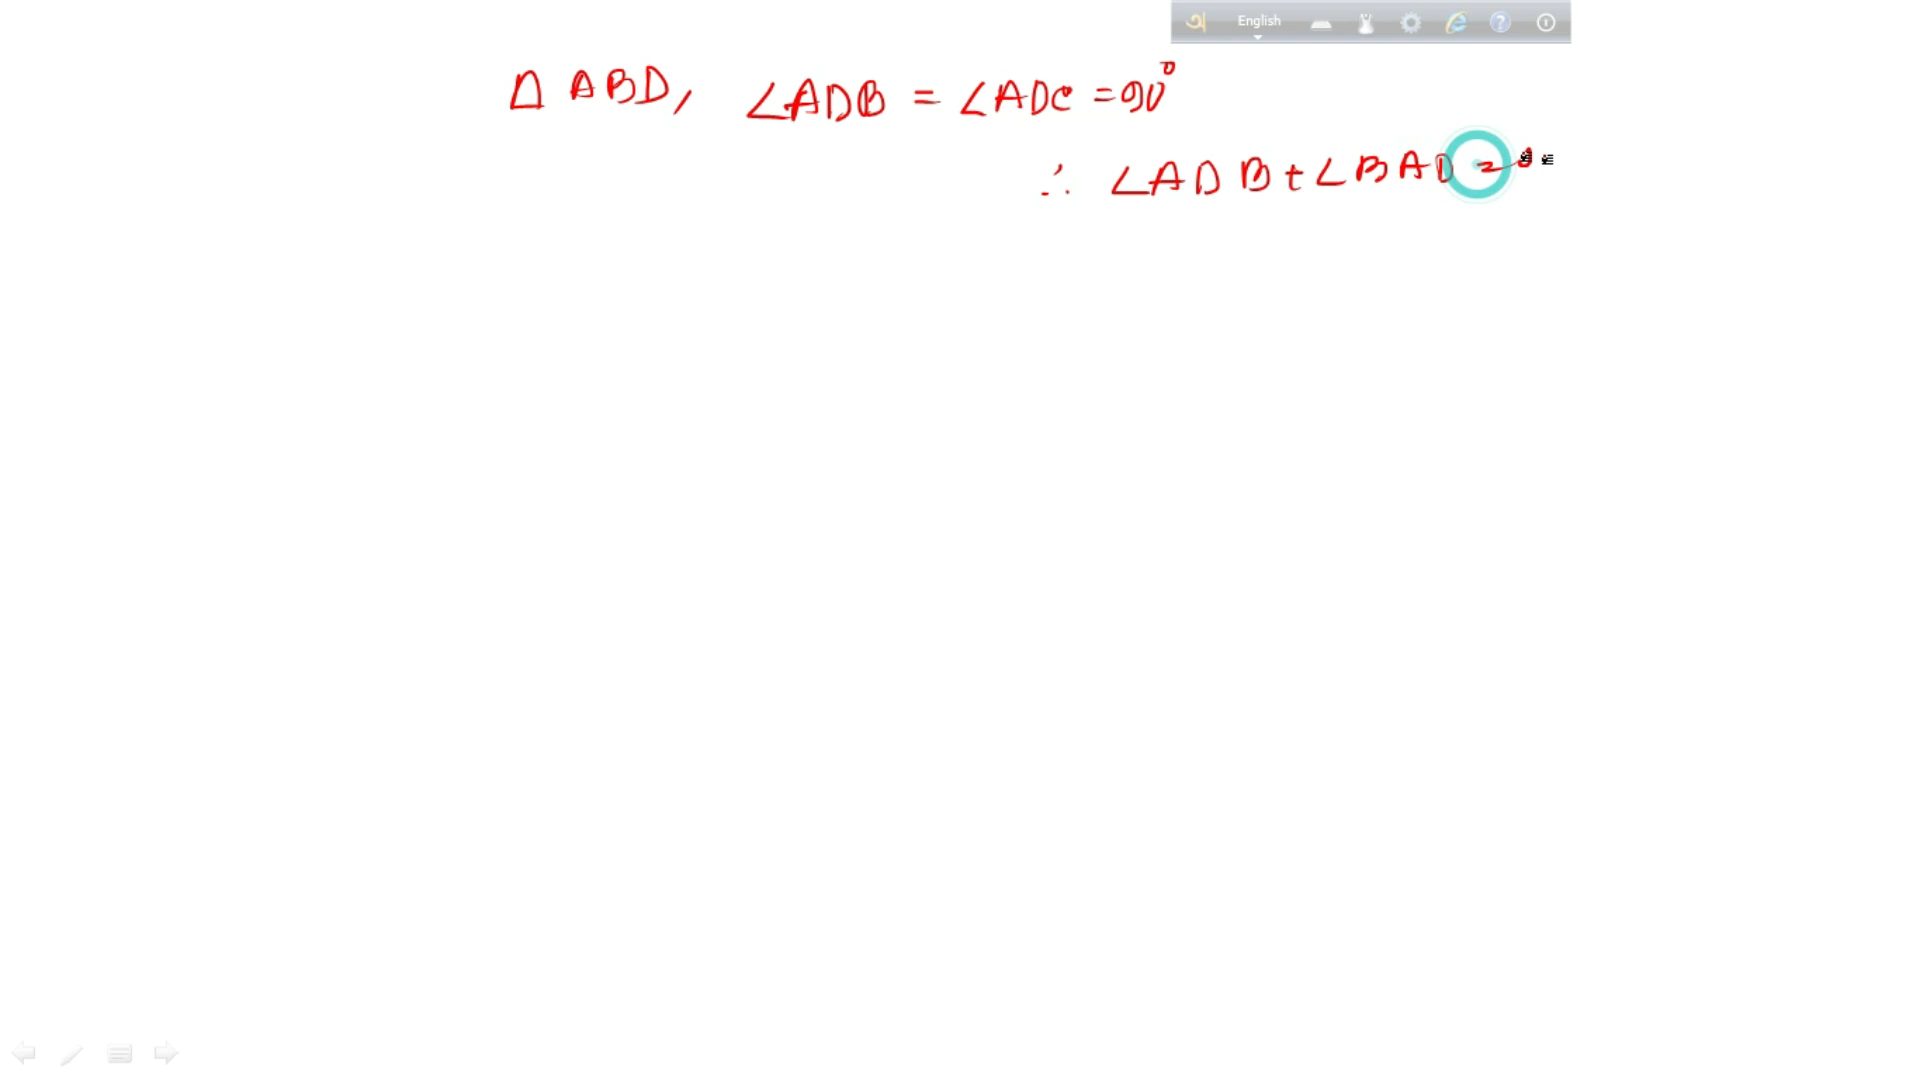 English
Δ ABD, ∠ADB = ∠ADC = 90°
∴ ∠ADB + ∠BAD =